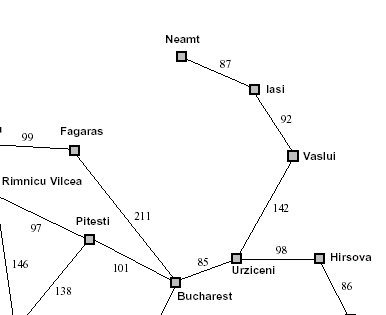 Neamt
87
Iasi
92
Fagaras
99
Vaslui
Rimnicu Vilcea
142
211
Pitesti
97
98
Hirsova
85
Urziceni
146
101
86
138
Bucharest